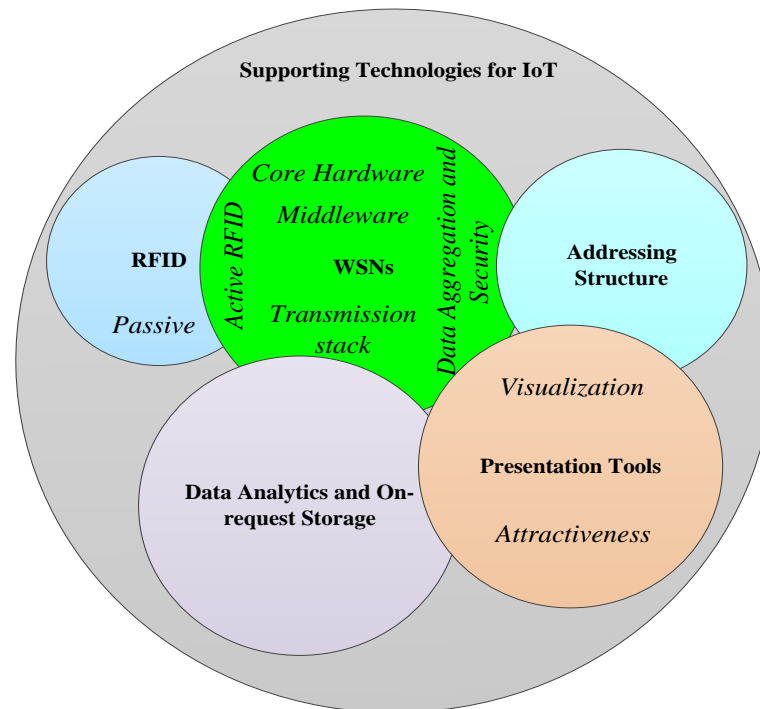 Supporting Technologies for IoT
Core Hardware
Middleware
WSNs
Transmission
stack
Active RFID
Data Aggregation and
Security
RFID
Passive
Addressing
Structure
Visualization
Presentation Tools
Attractiveness
Data Analytics and On-
request Storage